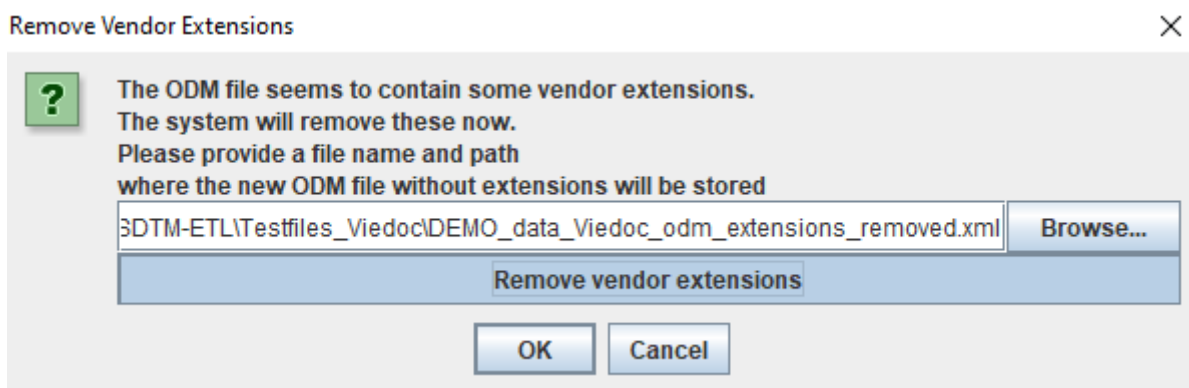 Remove Vendor Extensions
?
The ODM file seems to contain some vendor extensions.
The system will remove these now.
Please provide a file name and path
where the new ODM file without extensions will be stored
SDTM-ETL\Testfiles_Viedoc\DEMO_data_Viedoc_odm_extensions_removed.xml Browse...
Remove vendor extensions
OK Cancel